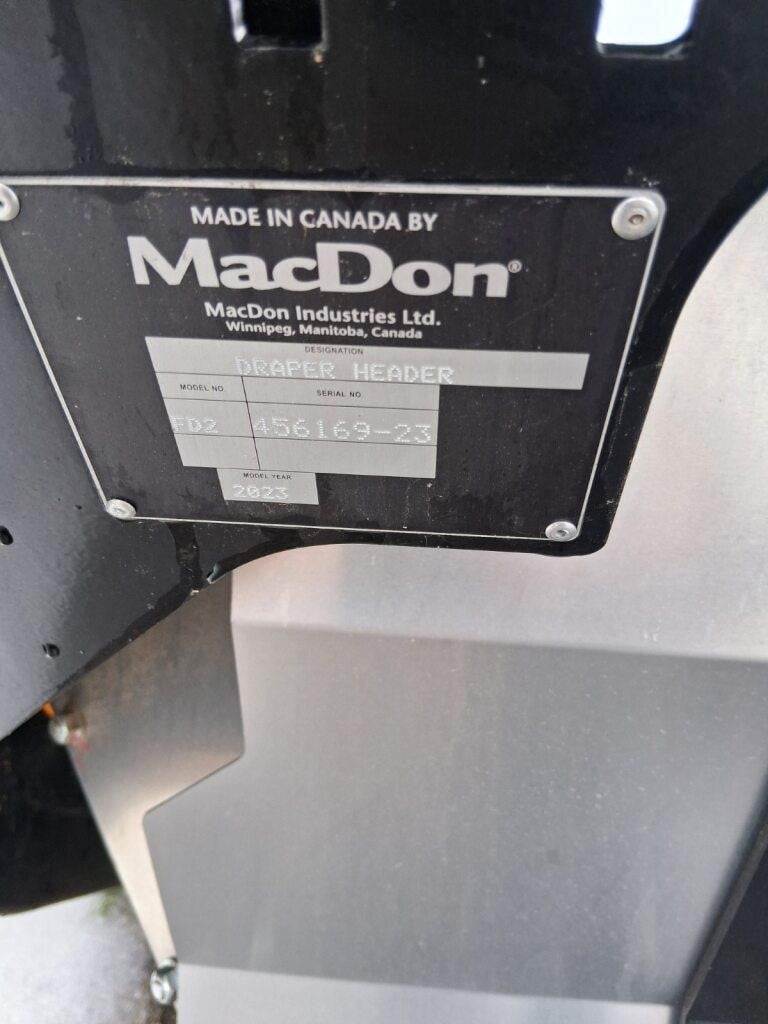 MADE IN CANADA BY
MacDon®
MacDon Industries Ltd.
Winnipeg, Manitoba, Canada
DESIGNATION
DRAPER HEADER
MODEL NO. SERIAL NO.
FD2 456169-23
MODEL YEAR
2023